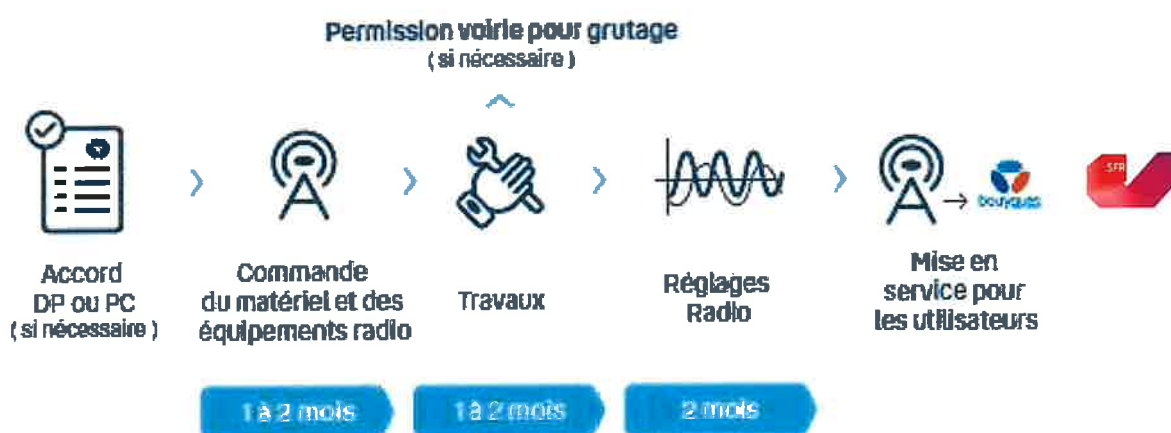 Permission voirie pour grutage
( si nécessaire )
SFR
bouygues
Accord
DP ou PC
( si nécessaire )
Commande
du matériel et des
équipements radio
Travaux
Réglages
Radio
Mise en
service pour
les utilisateurs
1 à 2 mois
1 à 2 mois
2 mois